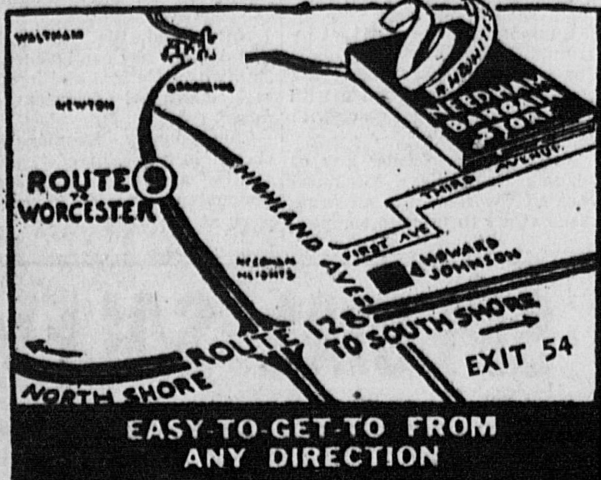 WALTHAM
NEWTON
NEEDHAM
BARGAIN
STORE
THIRD AVENUE
ROUTE 9
TO
WORCESTER
HIGHLAND AVE
FIRST AVE
HOWARD
JOHNSON
NEEDHAM
HEIGHTS
ROUTE 128
TO SOUTH SHORE
EXIT 54
NORTH SHORE
EASY-TO-GET-TO FROM
ANY DIRECTION